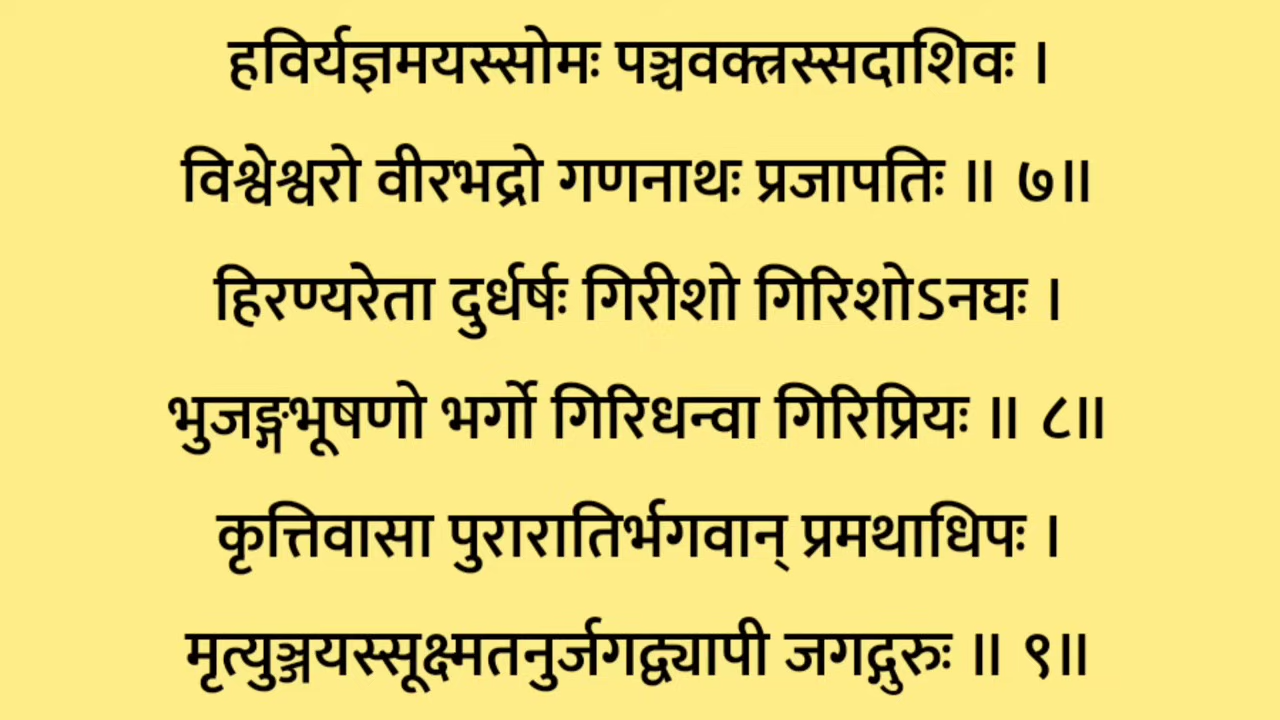 हविर्यज्ञमयस्सोमः पञ्चवक्त्रस्सदाशिवः ।
विश्वेश्वरो वीरभद्रो गणनाथः प्रजापतिः ॥ ७॥
हिरण्यरेता दुर्धर्षः गिरीशो गिरिशोऽनघः ।
भुजङ्गभूषणो भर्गो गिरिधन्वा गिरिप्रियः ॥ ८॥
कृत्तिवासा पुरारातिर्भगवान् प्रमथाधिपः ।
मृत्युञ्जयस्सूक्ष्मतनुर्जगद्व्यापी जगद्गुरुः ॥ ९॥